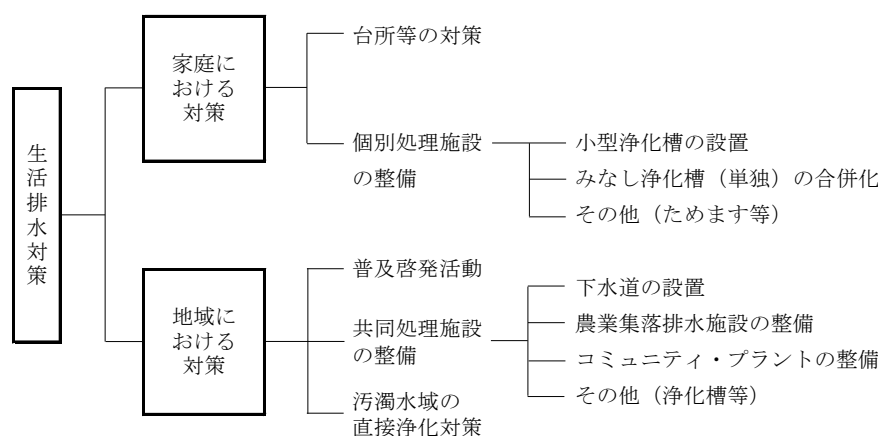 生活排水対策
家庭に
おける
対策
台所等の対策
個別処理施設
の整備
小型浄化槽の設置
みなし浄化槽（単独）の合併化
その他（ためます等）
地域に
おける
対策
普及啓発活動
共同処理施設
の整備
下水道の設置
農業集落排水施設の整備
コミュニティ・プラントの整備
その他（浄化槽等）
汚濁水域の
直接浄化対策